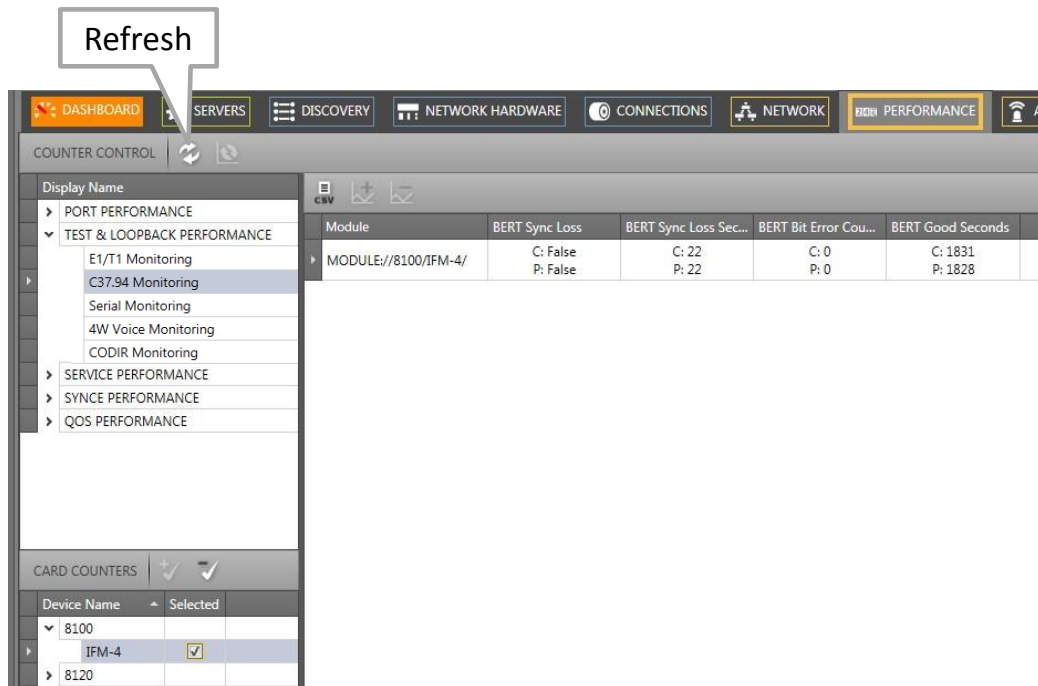 Refresh
DASHBOARD SERVERS DISCOVERY NETWORK HARDWARE CONNECTIONS NETWORK PERFORMANCE
COUNTER CONTROL
Display Name
PORT PERFORMANCE
TEST & LOOPBACK PERFORMANCE
E1/T1 Monitoring
C37.94 Monitoring
Serial Monitoring
4W Voice Monitoring
CODIR Monitoring
SERVICE PERFORMANCE
SYNCE PERFORMANCE
QOS PERFORMANCE
CSV
Module BERT Sync Loss BERT Sync Loss Sec... BERT Bit Error Cou... BERT Good Seconds
MODULE://8100/IFM-4/ C: False C: 22 C: 0 C: 1831
P: False P: 22 P: 0 P: 1828
CARD COUNTERS
Device Name Selected
8100
IFM-4
8120